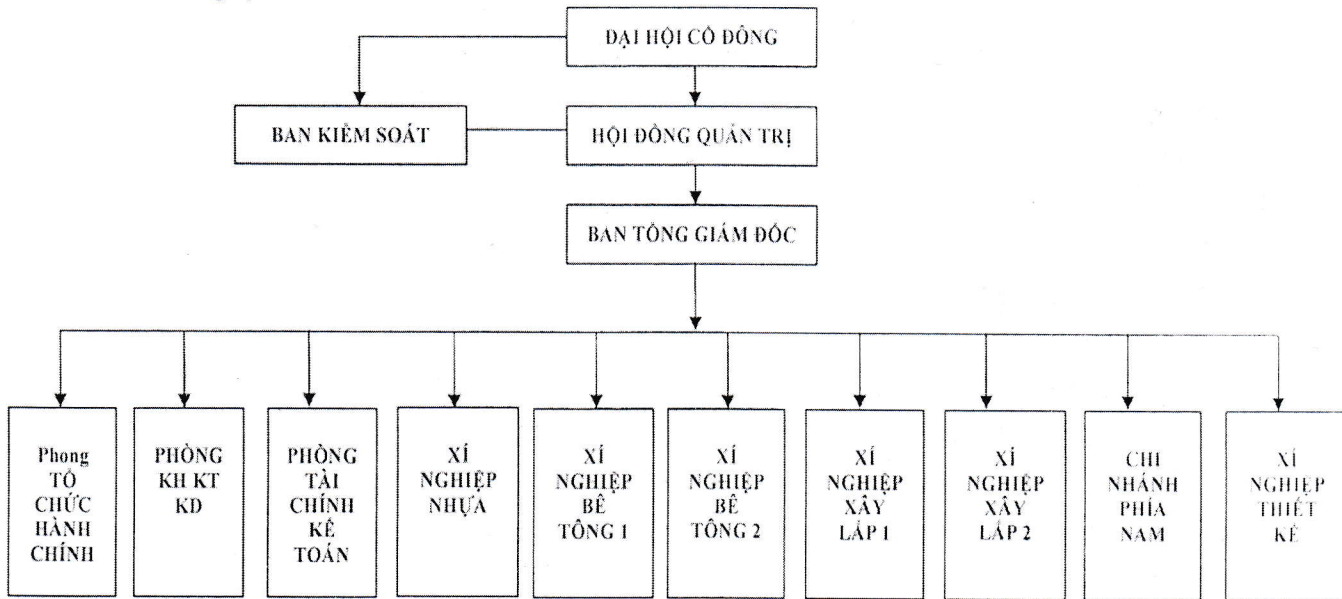 ĐẠI HỘI CỔ ĐÔNG
BAN KIỂM SOÁT
HỘI ĐỒNG QUẢN TRỊ
BAN TỔNG GIÁM ĐỐC
Phong
TỔ
CHỨC
HÀNH
CHÍNH
PHÒNG
KH KT
KD
PHÒNG
TÀI
CHÍNH
KẾ
TOÁN
XÍ
NGHIỆP
NHỰA
XÍ
NGHIỆP
BÊ
TÔNG 1
XÍ
NGHIỆP
BÊ
TÔNG 2
XÍ
NGHIỆP
XÂY
LẮP 1
XÍ
NGHIỆP
XÂY
LẮP 2
CHI
NHÁNH
PHÍA
NAM
XÍ
NGHIỆP
THIẾT
KẾ